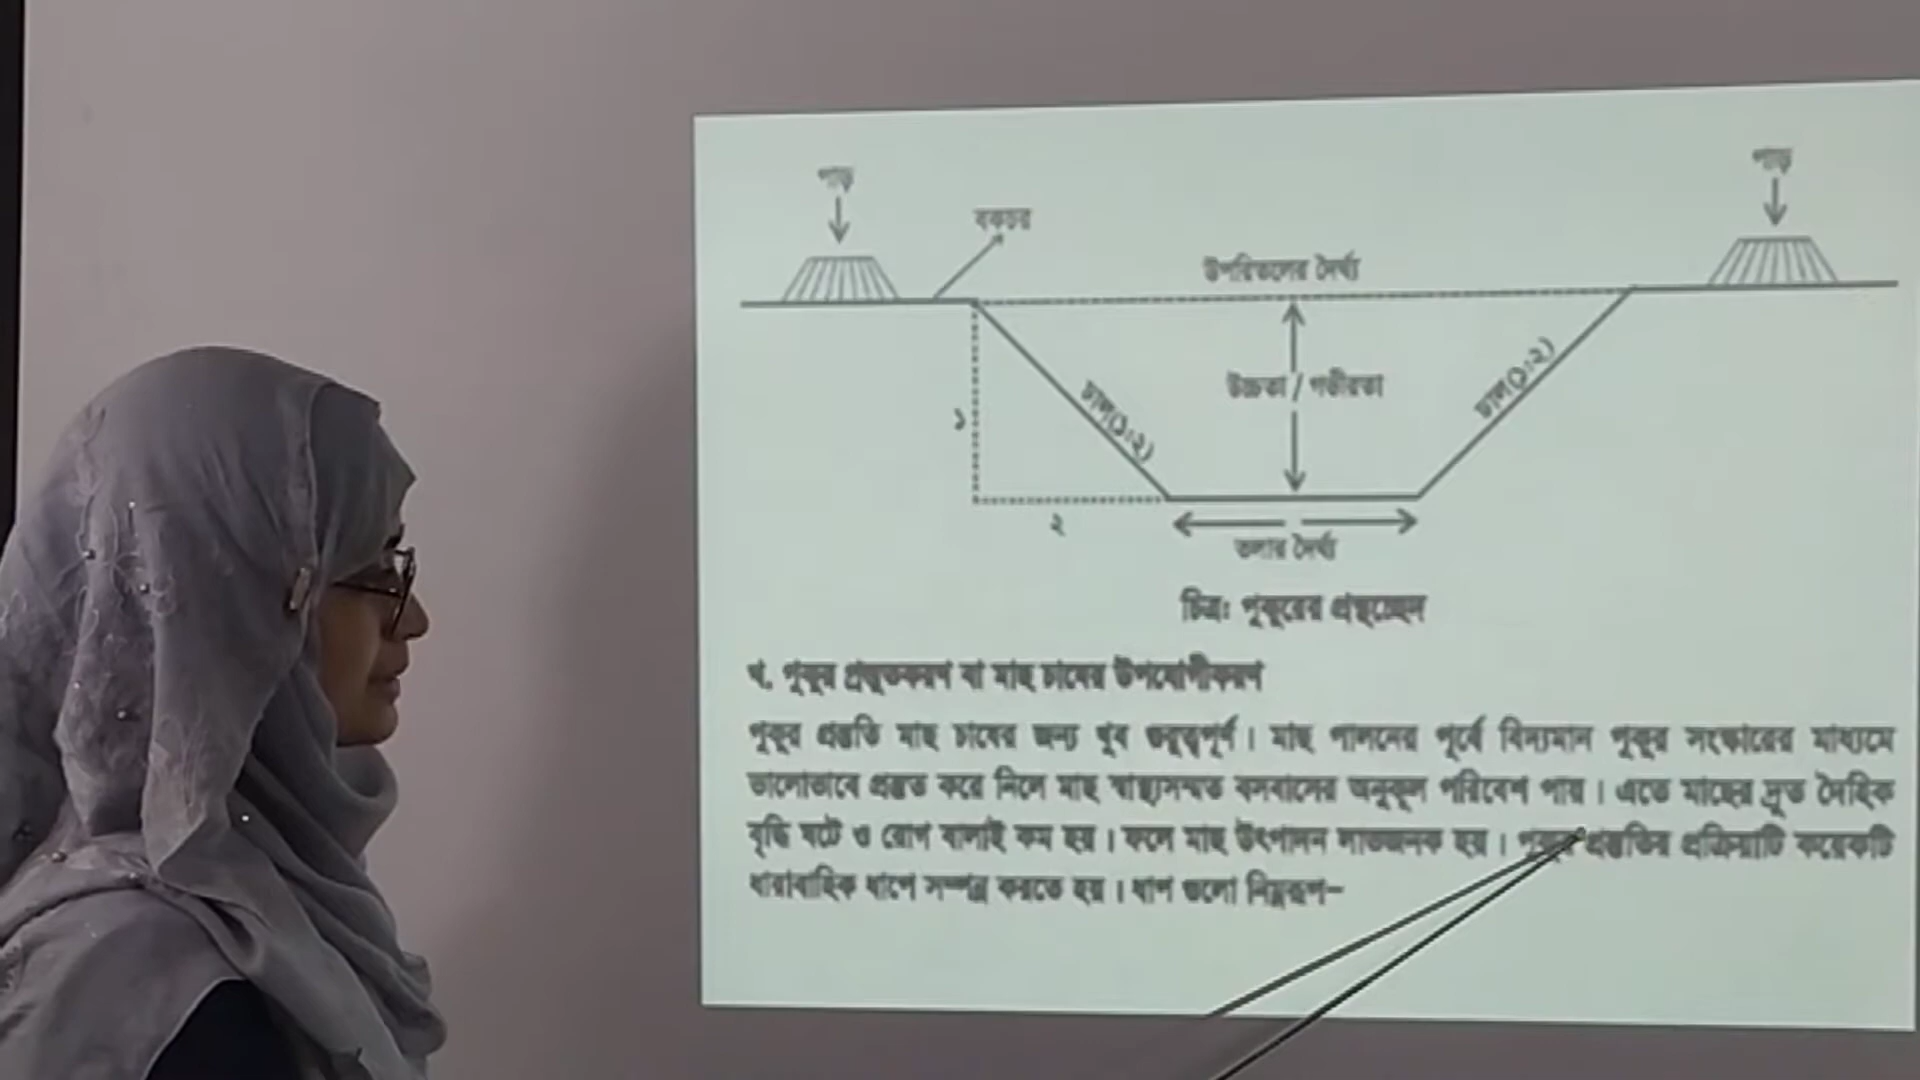 পাড়
পাড়
বকচর
উপরিতলের দৈর্ঘ্য
উচ্চতা / গভীরতা
ঢাল(১:২)
ঢাল(১:২)
১
২
তলার দৈর্ঘ্য
চিত্র: পুকুরের প্রস্থচ্ছেদ
খ. পুকুর প্রস্তুতকরণ বা মাছ চাষের উপযোগীকরণ
পুকুর প্রস্তুতি মাছ চাষের জন্য খুব গুরুত্বপূর্ণ। মাছ পালনের পূর্বে বিদ্যমান পুকুর সংস্কারের মাধ্যমে
ভালোভাবে প্রস্তুত করে নিলে মাছ স্বাস্থ্যসম্মত বসবাসের অনুকূল পরিবেশ পায়। এতে মাছের দ্রুত দৈহিক
বৃদ্ধি ঘটে ও রোগ বালাই কম হয়। ফলে মাছ উৎপাদন লাভজনক হয়। পুকুর প্রস্তুতির প্রক্রিয়াটি কয়েকটি
ধারাবাহিক ধাপে সম্পন্ন করতে হয়। ধাপ গুলো নিম্নরূপ-